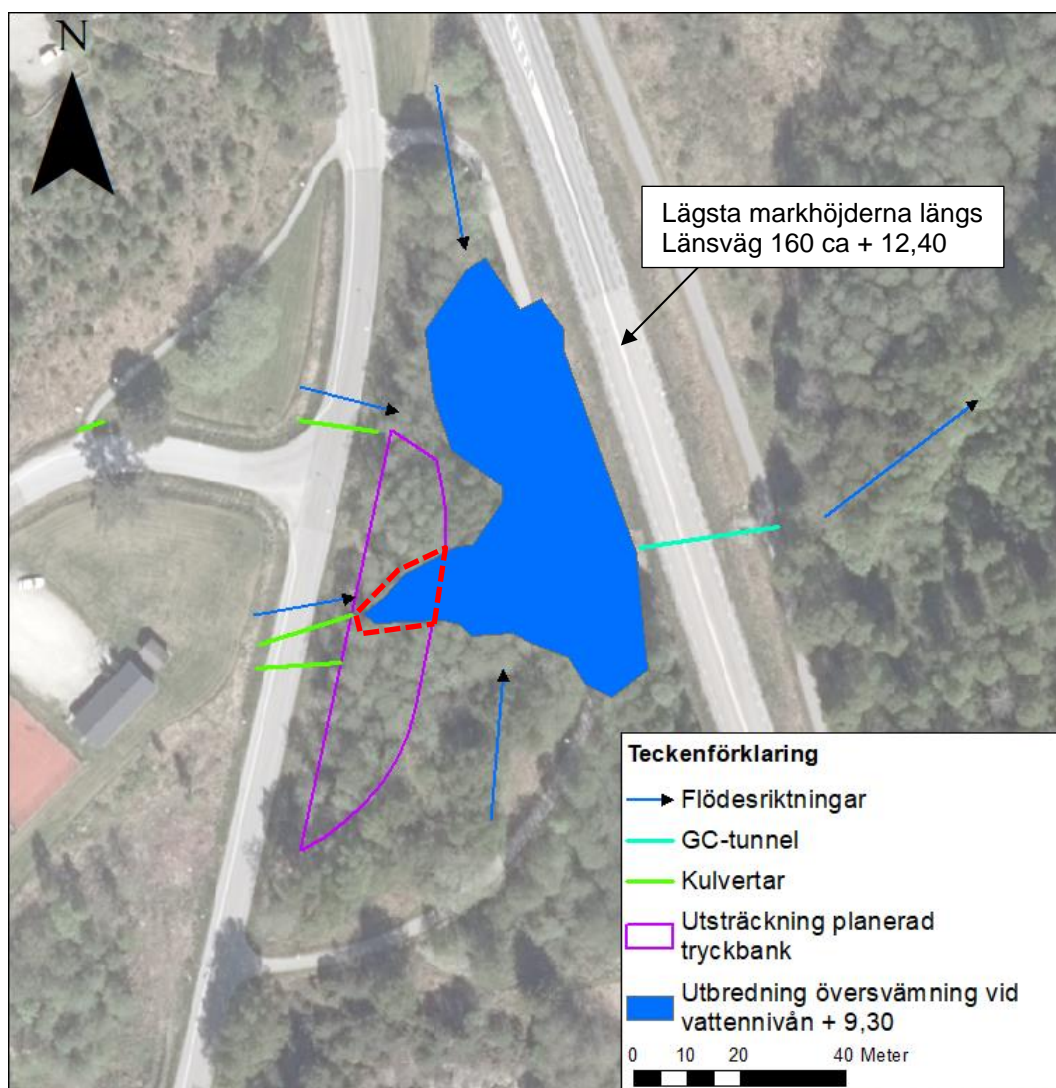 N
Lägsta markhöjderna längs
Länsväg 160 ca + 12,40
Teckenförklaring
Flödesriktningar
GC-tunnel
Kulvertar
Utsträckning planerad
tryckbank
Utbredning översvämning vid
vattennivån + 9,30
0 10 20 40 Meter